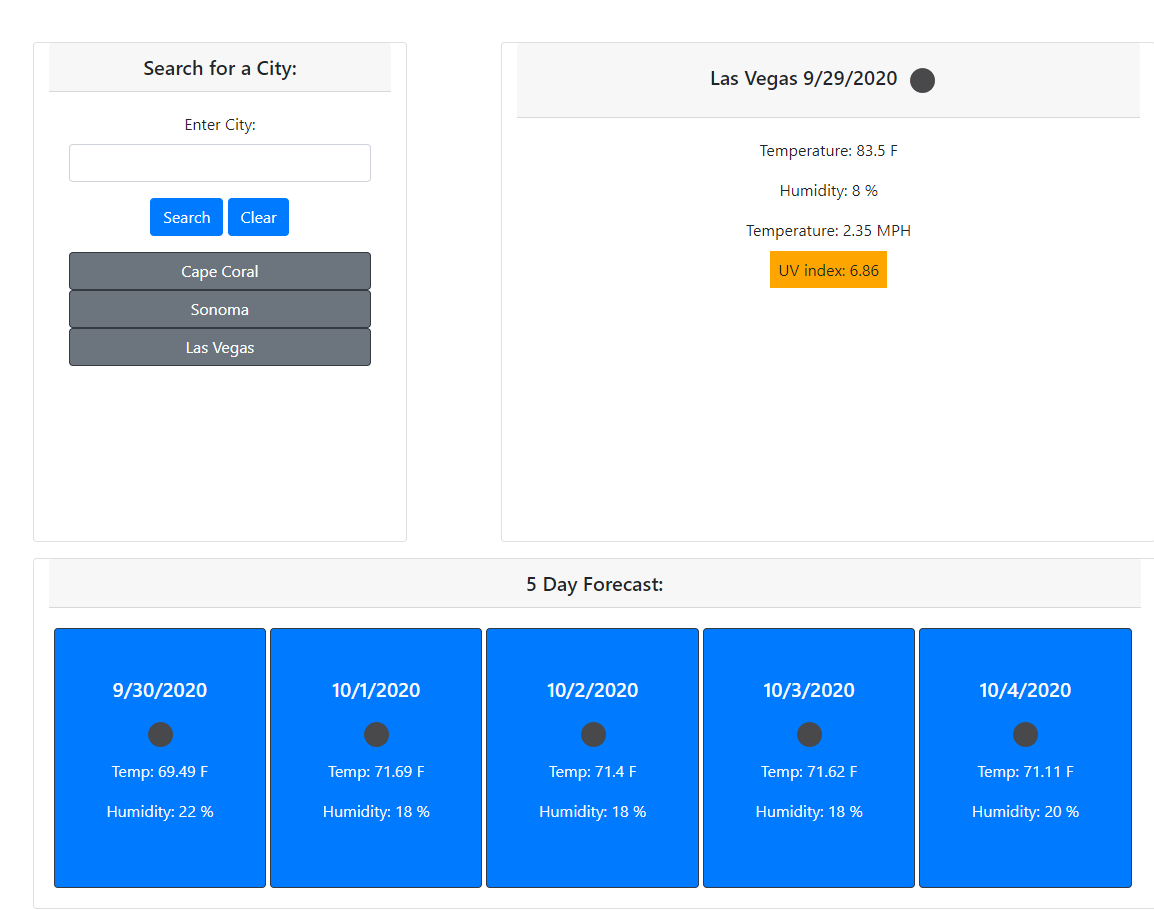 Search for a City:
Enter City:
Search Clear
Cape Coral
Sonoma
Las Vegas
Las Vegas 9/29/2020
Temperature: 83.5 F
Humidity: 8 %
Temperature: 2.35 MPH
UV index: 6.86
5 Day Forecast:
9/30/2020
Temp: 69.49 F
Humidity: 22 %
10/1/2020
Temp: 71.69 F
Humidity: 18 %
10/2/2020
Temp: 71.4 F
Humidity: 18 %
10/3/2020
Temp: 71.62 F
Humidity: 18 %
10/4/2020
Temp: 71.11 F
Humidity: 20 %